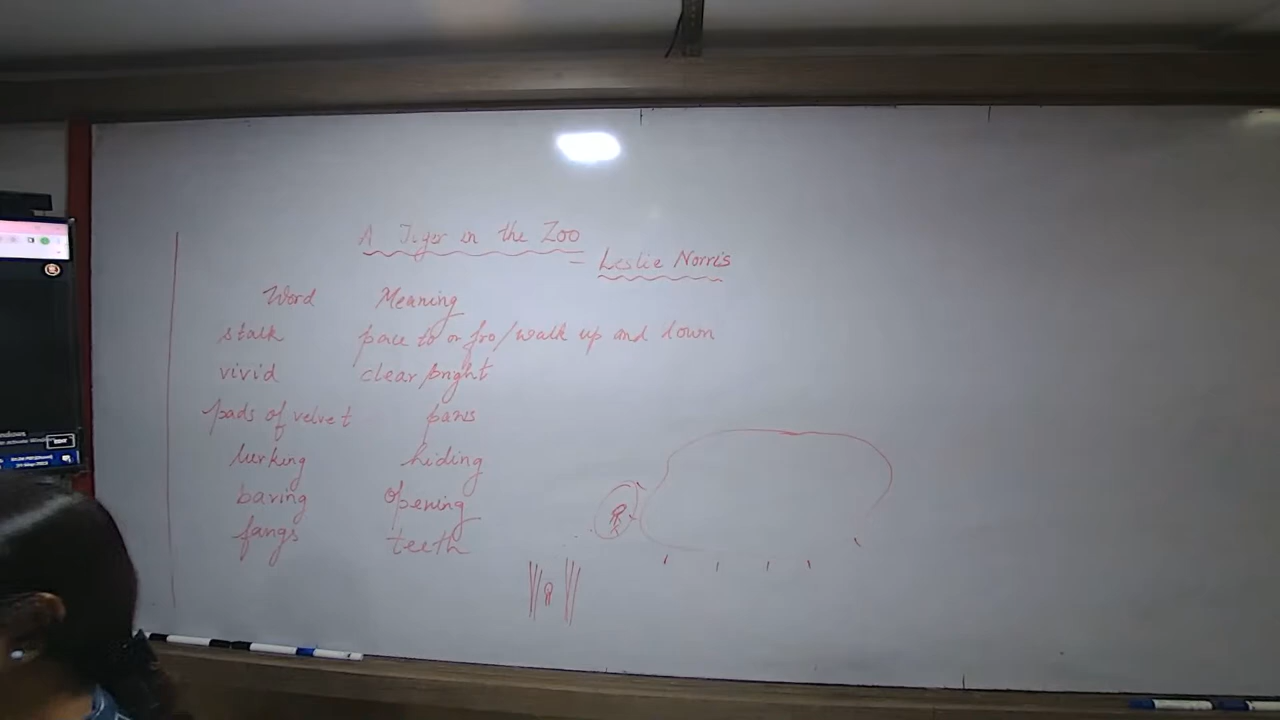 A Tiger in the Zoo
- Leslie Norris
Word Meaning
stalk pace to or fro/walk up and down
vivid clear/bright
pads of velvet paws
lurking hiding
baring opening
fangs teeth